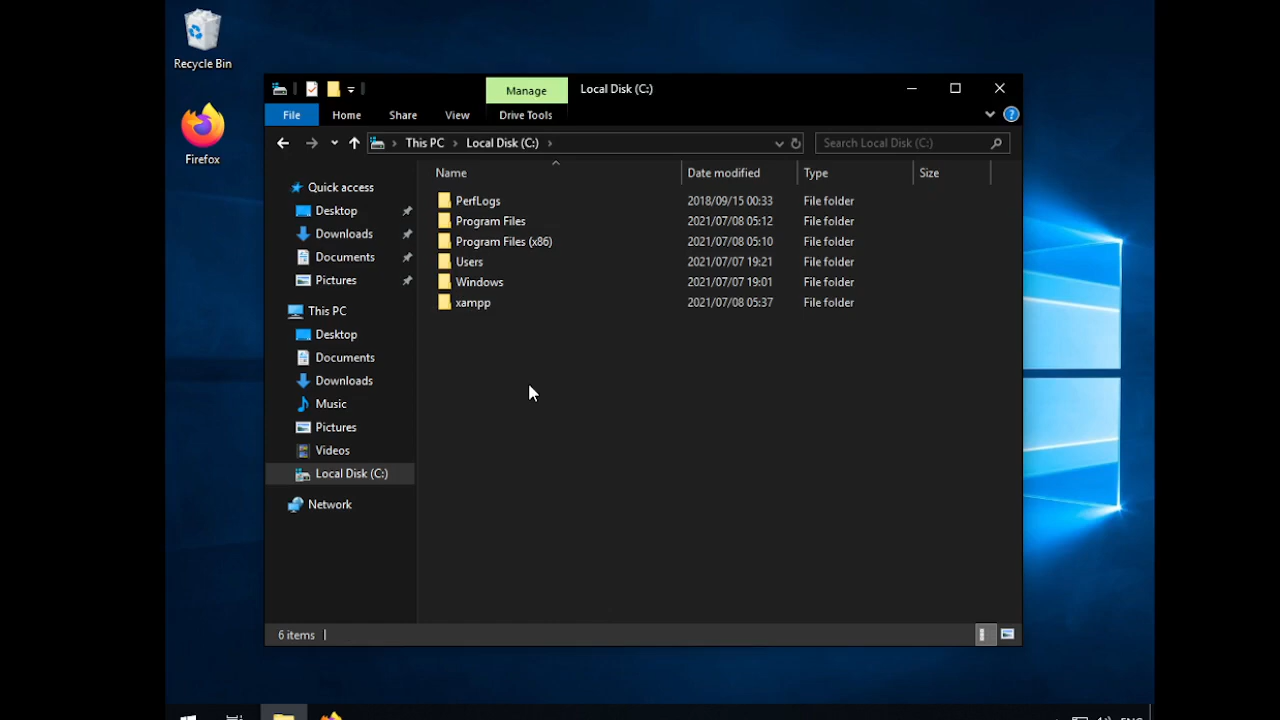 Recycle Bin
Firefox
Manage
Local Disk (C:)
File
Home
Share
View
Drive Tools
This PC
Local Disk (C:)
Search Local Disk (C:)
Name
Date modified
Type
Size
Quick access
Desktop
Downloads
Documents
Pictures
This PC
Desktop
Documents
Downloads
Music
Pictures
Videos
Local Disk (C:)
Network
PerfLogs 2018/09/15 00:33 File folder
Program Files 2021/07/08 05:12 File folder
Program Files (x86) 2021/07/08 05:10 File folder
Users 2021/07/07 19:21 File folder
Windows 2021/07/07 19:01 File folder
xampp 2021/07/08 05:37 File folder
6 items
ENG